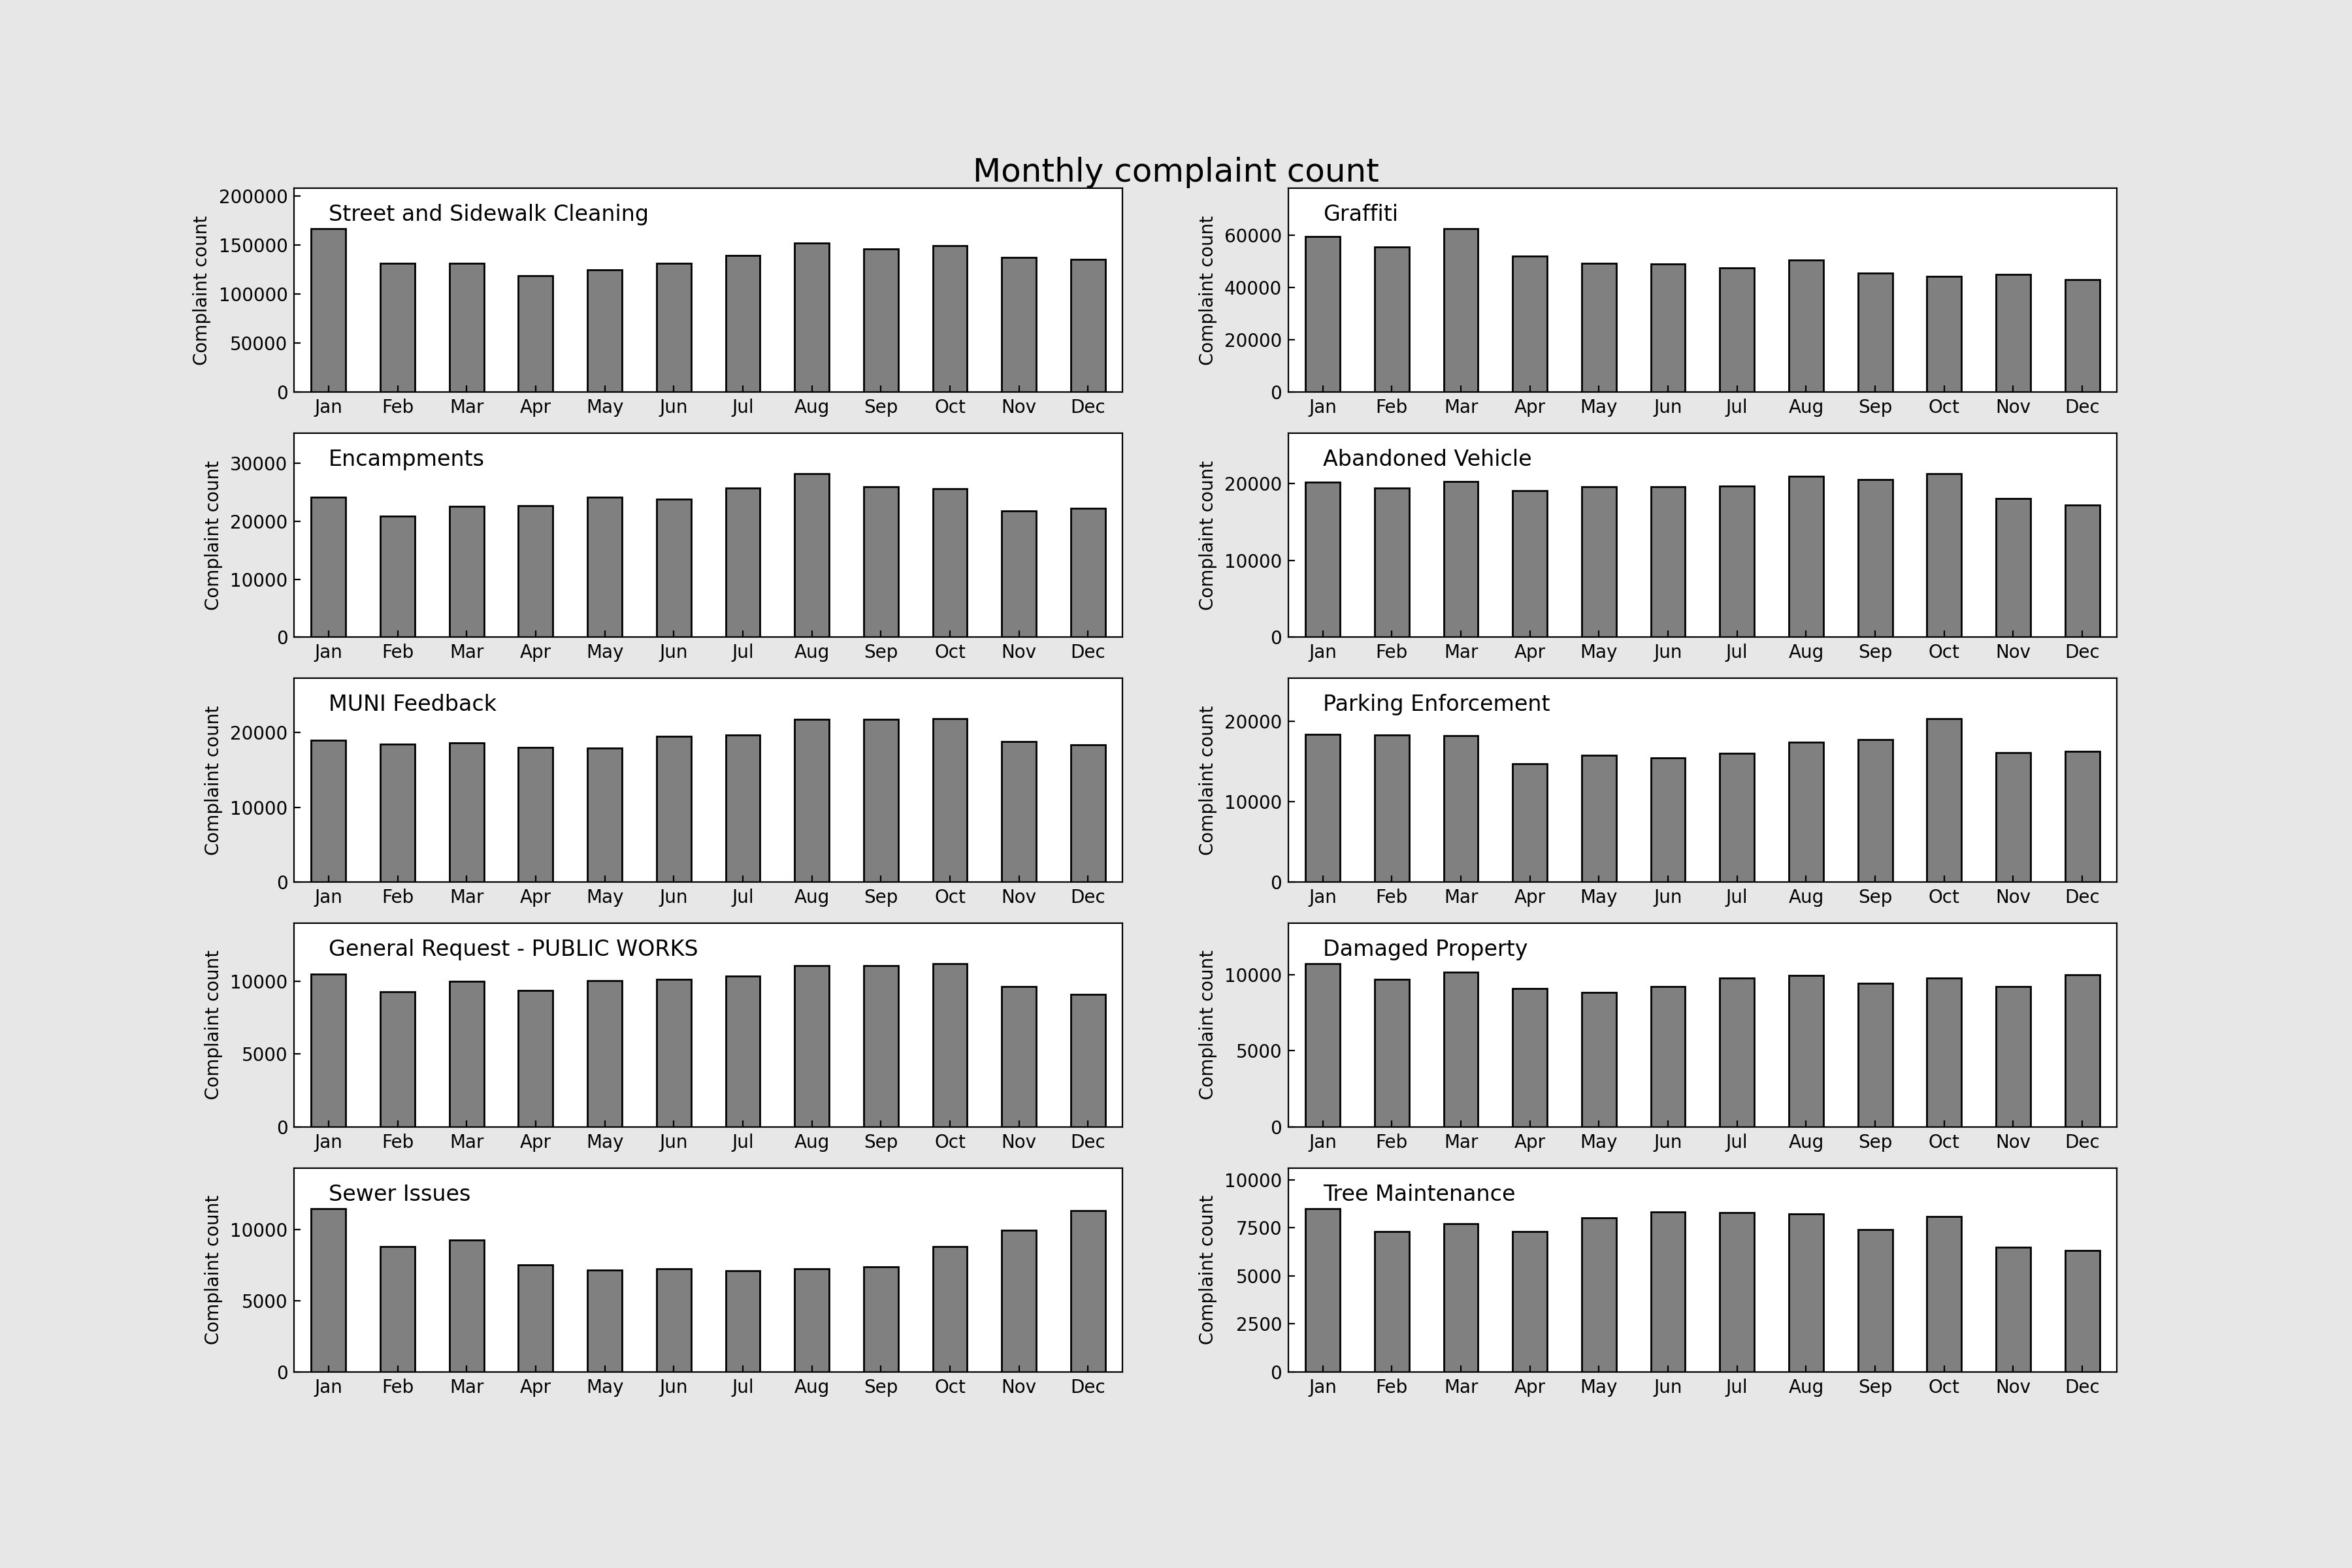 Monthly complaint count
Street and Sidewalk Cleaning
Complaint count
200000
150000
100000
50000
0
Jan Feb Mar Apr May Jun Jul Aug Sep Oct Nov Dec
Graffiti
Complaint count
60000
40000
20000
0
Jan Feb Mar Apr May Jun Jul Aug Sep Oct Nov Dec
Encampments
Complaint count
30000
20000
10000
0
Jan Feb Mar Apr May Jun Jul Aug Sep Oct Nov Dec
Abandoned Vehicle
Complaint count
20000
10000
0
Jan Feb Mar Apr May Jun Jul Aug Sep Oct Nov Dec
MUNI Feedback
Complaint count
20000
10000
0
Jan Feb Mar Apr May Jun Jul Aug Sep Oct Nov Dec
Parking Enforcement
Complaint count
20000
10000
0
Jan Feb Mar Apr May Jun Jul Aug Sep Oct Nov Dec
General Request - PUBLIC WORKS
Complaint count
10000
5000
0
Jan Feb Mar Apr May Jun Jul Aug Sep Oct Nov Dec
Damaged Property
Complaint count
10000
5000
0
Jan Feb Mar Apr May Jun Jul Aug Sep Oct Nov Dec
Sewer Issues
Complaint count
10000
5000
0
Jan Feb Mar Apr May Jun Jul Aug Sep Oct Nov Dec
Tree Maintenance
Complaint count
10000
7500
5000
2500
0
Jan Feb Mar Apr May Jun Jul Aug Sep Oct Nov Dec